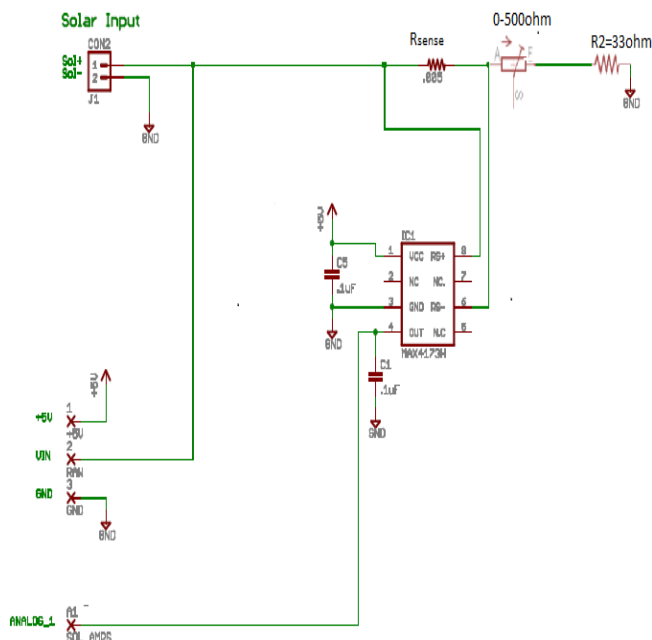 Solar Input
0-500ohm
CON2
Rsense
R2=33ohm
Sol+
Sol-
1
2
J1
A
E
S
.005
GND
GND
+5V
IC1
C5
.1uF
1 VCC RS+ 8
2 NC NC. 7
3 GND RS- 6
4 OUT N.C 5
MAX4173H
GND
C1
.1uF
GND
+5V
+5V
1
+5V
VIN
2
RAW
GND
3
GND
GND
ANALOG_1
A1
SOL_AMPS